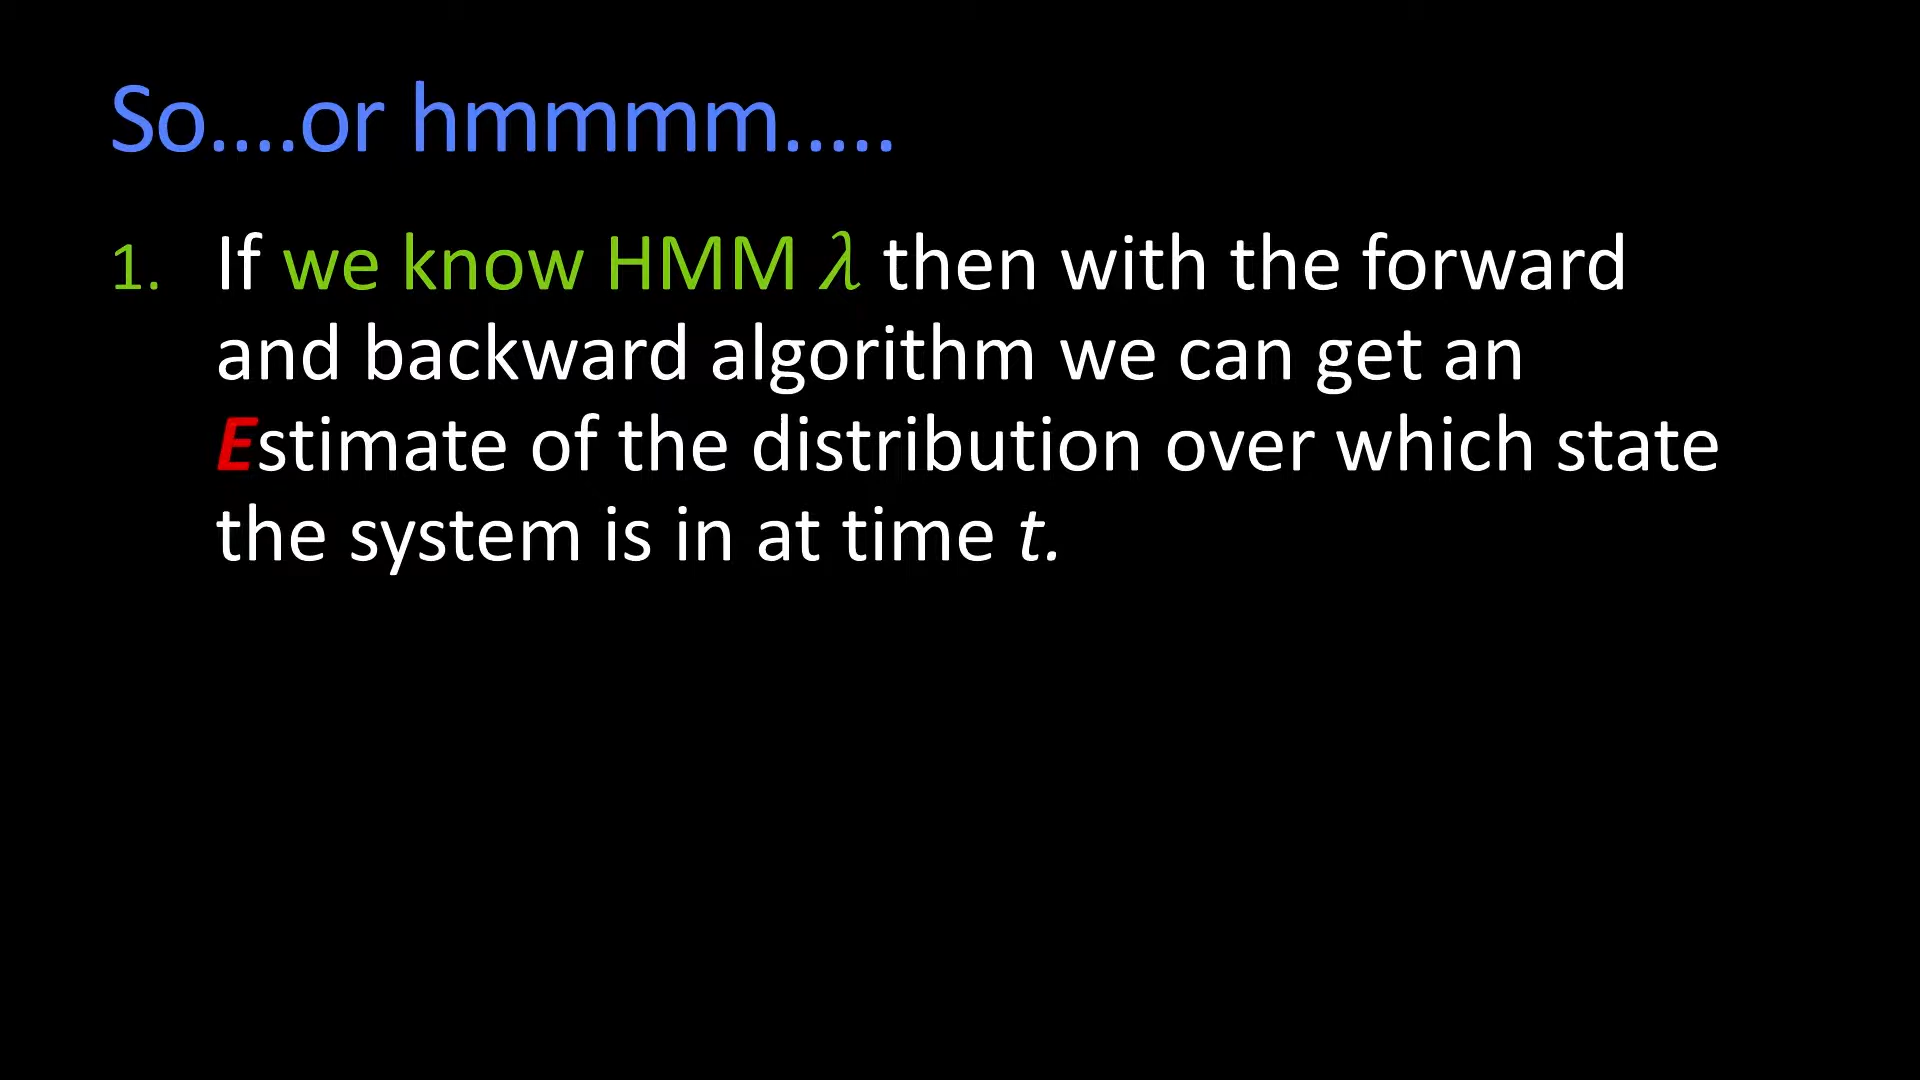 So....or hmmmm.....
1. If we know HMM λ then with the forward
and backward algorithm we can get an
Estimate of the distribution over which state
the system is in at time t.